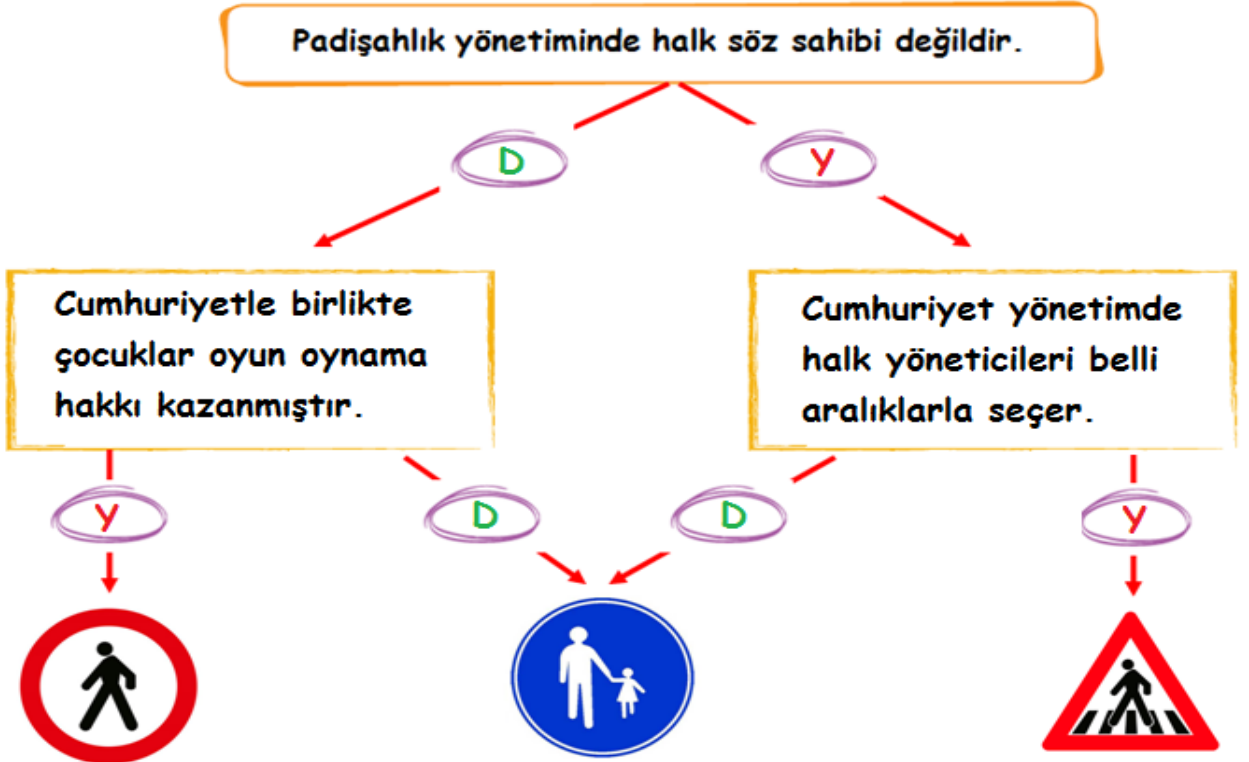 Padişahlık yönetiminde halk söz sahibi değildir.
D
Y
Cumhuriyetle birlikte
çocuklar oyun oynama
hakkı kazanmıştır.
Cumhuriyet yönetimde
halk yöneticileri belli
aralıklarla seçer.
Y
D
D
Y